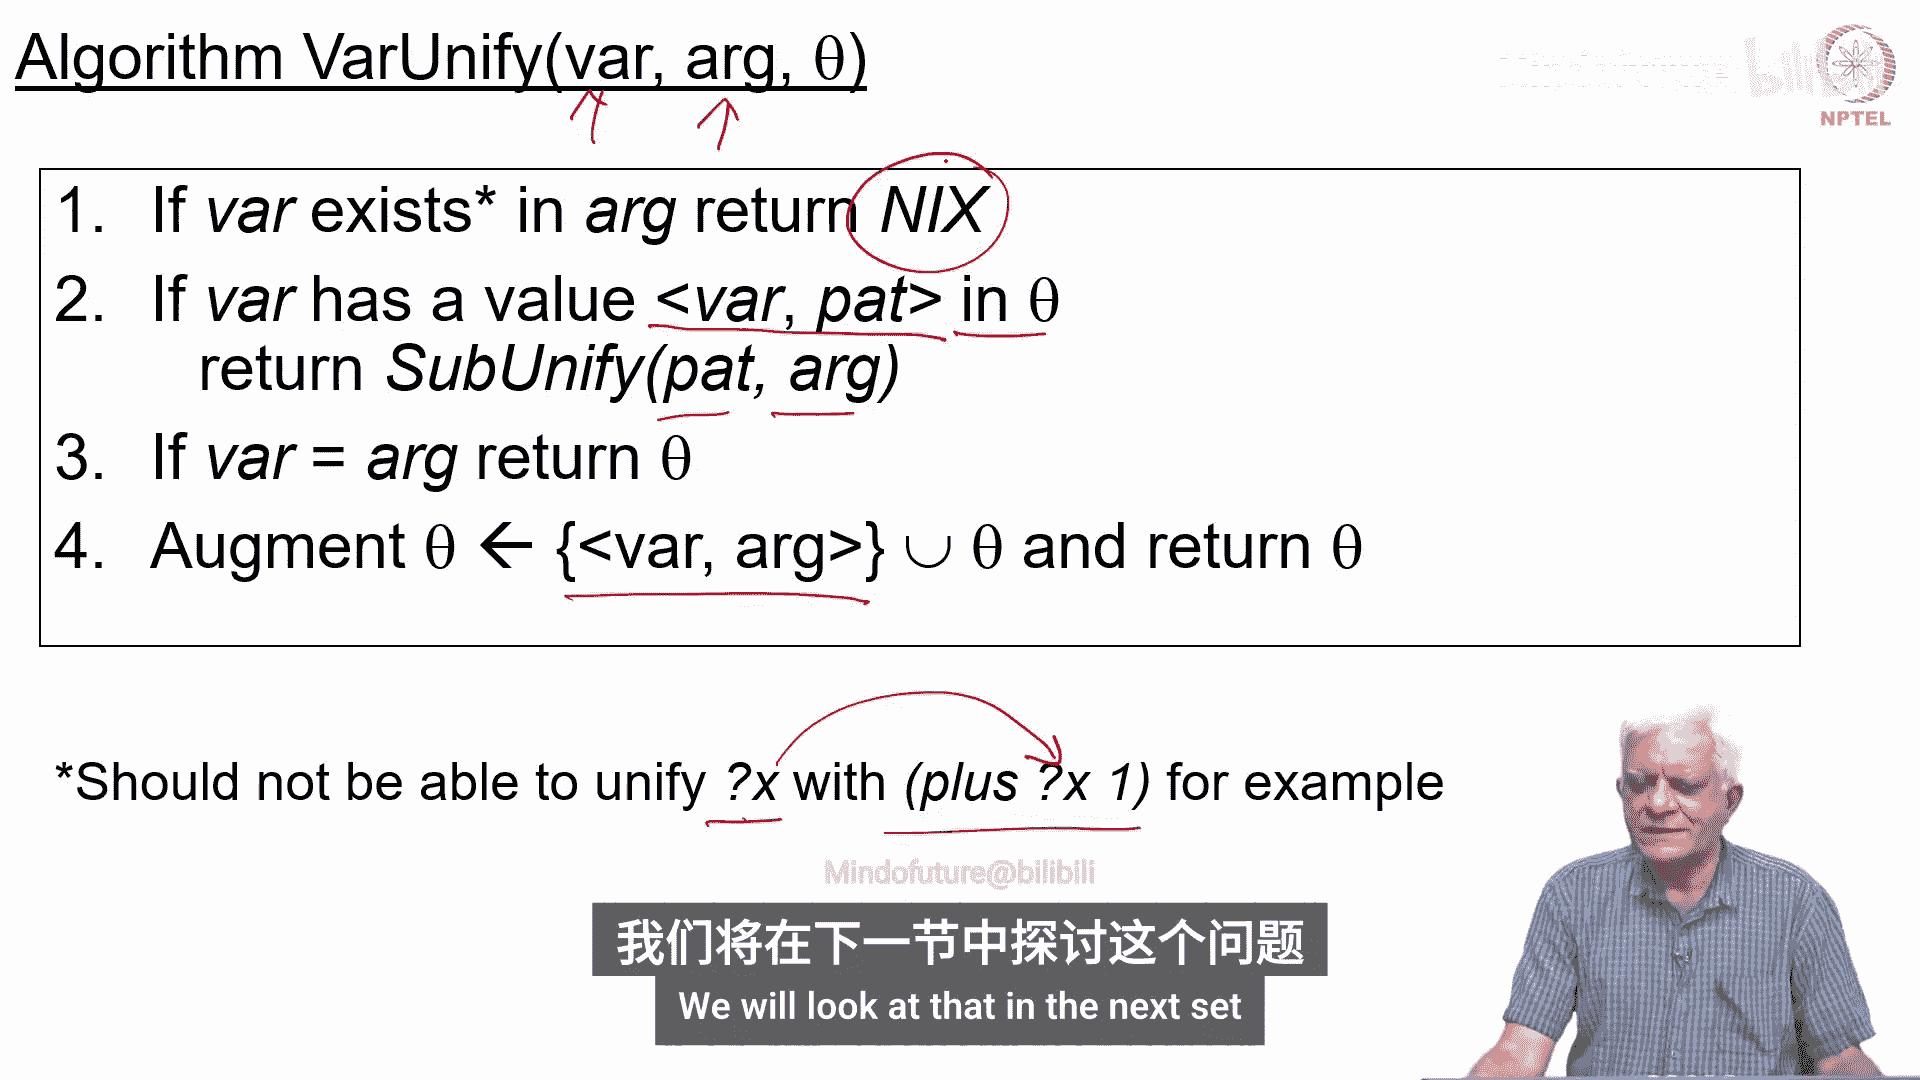 Algorithm VarUnify(var, arg, θ)
NPTEL
1. If var exists* in arg return NIX
2. If var has a value <var, pat> in θ
return SubUnify(pat, arg)
3. If var = arg return θ
4. Augment θ ← {<var, arg>} ∪ θ and return θ
*Should not be able to unify ?x with (plus ?x 1) for example
Mindofuture@bilibili
我们将在下一节中探讨这个问题
We will look at that in the next set